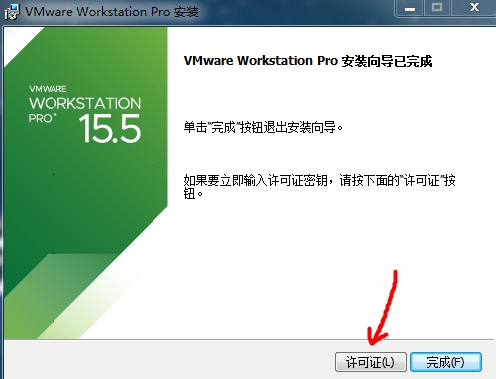 VMware Workstation Pro 安装
VMWARE
WORKSTATION
PRO™
15.5
VMware Workstation Pro 安装向导已完成
单击"完成"按钮退出安装向导。
如果要立即输入许可证密钥，请按下面的"许可证"按
钮。
许可证(L)
完成(F)